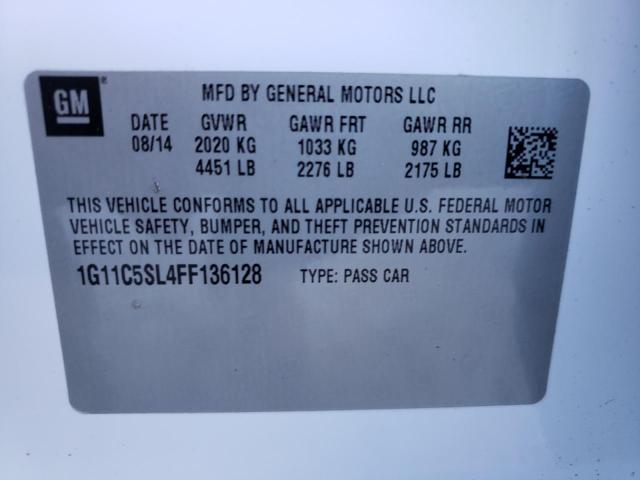 GM
MFD BY GENERAL MOTORS LLC
DATE GVWR GAWR FRT GAWR RR
08/14 2020 KG 1033 KG 987 KG
4451 LB 2276 LB 2175 LB
THIS VEHICLE CONFORMS TO ALL APPLICABLE U.S. FEDERAL MOTOR
VEHICLE SAFETY, BUMPER, AND THEFT PREVENTION STANDARDS IN
EFFECT ON THE DATE OF MANUFACTURE SHOWN ABOVE.
1G11C5SL4FF136128 TYPE: PASS CAR